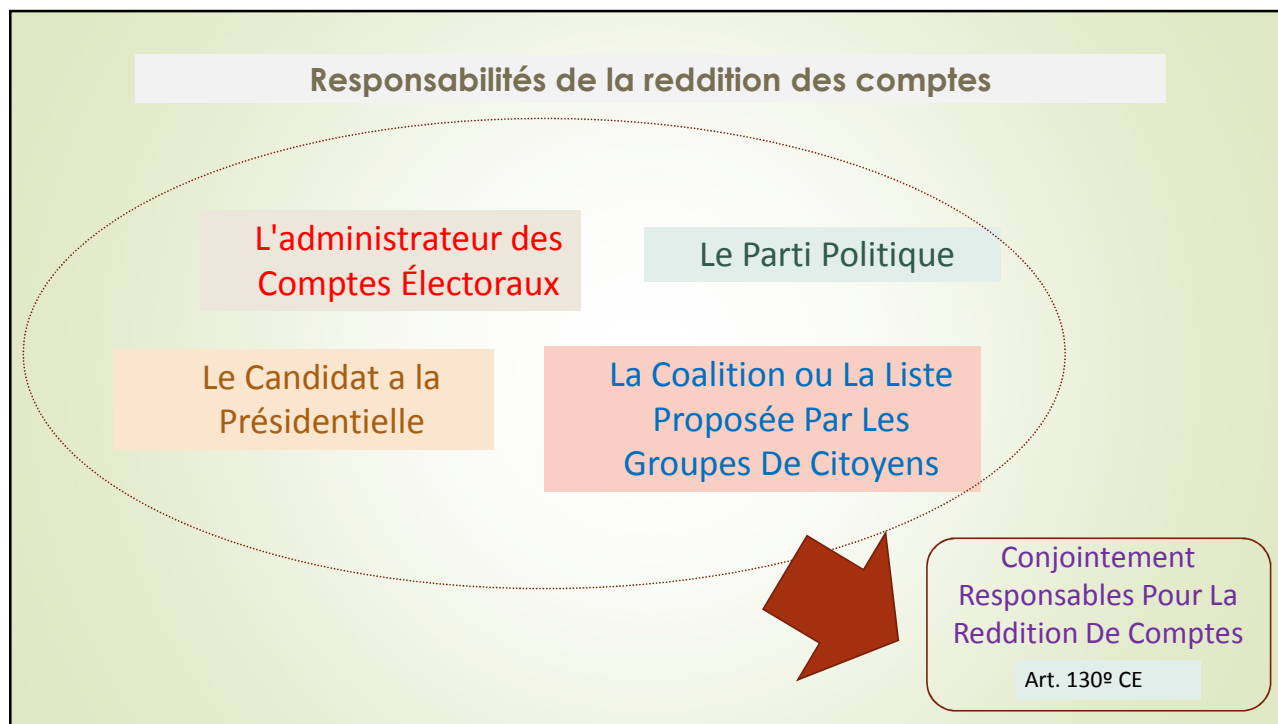 Responsabilités de la reddition des comptes
L'administrateur des
Comptes Électoraux
Le Parti Politique
Le Candidat a la
Présidentielle
La Coalition ou La Liste
Proposée Par Les
Groupes De Citoyens
Conjointement
Responsables Pour La
Reddition De Comptes
Art. 130º CE